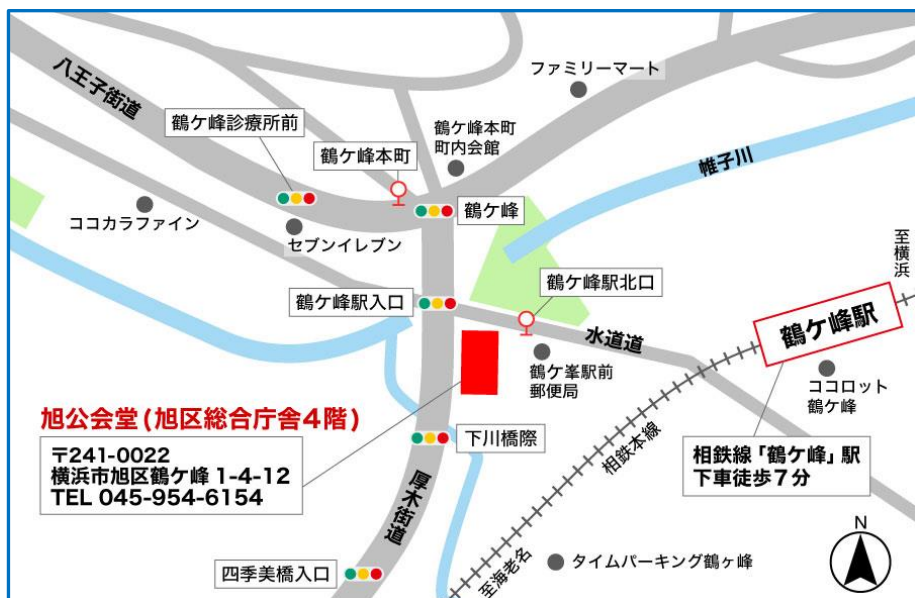 ファミリーマート
八王子街道
鶴ケ峰診療所前
鶴ケ峰本町
町内会館
鶴ケ峰本町
帷子川
ココカラファイン
セブンイレブン
鶴ケ峰
至横浜
鶴ケ峰駅入口
鶴ケ峰駅北口
鶴ケ峰駅
水道道
鶴ケ峯駅前
郵便局
ココロット
鶴ケ峰
旭公会堂(旭区総合庁舎4階)
〒241-0022
横浜市旭区鶴ケ峰 1-4-12
TEL 045-954-6154
下川橋際
相鉄本線
相鉄線「鶴ケ峰」駅
下車徒歩7分
厚木街道
四季美橋入口
至海老名
タイムパーキング鶴ヶ峰
N